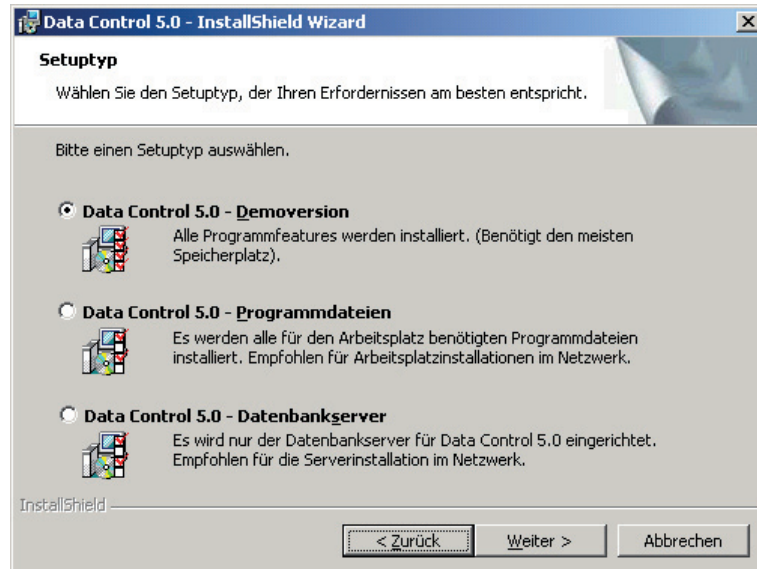 Data Control 5.0 - InstallShield Wizard
Setuptyp
Wählen Sie den Setuptyp, der Ihren Erfordernissen am besten entspricht.
Bitte einen Setuptyp auswählen.
Data Control 5.0 - Demoversion
Alle Programmfeatures werden installiert. (Benötigt den meisten
Speicherplatz).
Data Control 5.0 - Programmdateien
Es werden alle für den Arbeitsplatz benötigten Programmdateien
installiert. Empfohlen für Arbeitsplatzinstallationen im Netzwerk.
Data Control 5.0 - Datenbankserver
Es wird nur der Datenbankserver für Data Control 5.0 eingerichtet.
Empfohlen für die Serverinstallation im Netzwerk.
InstallShield
< Zurück
Weiter >
Abbrechen